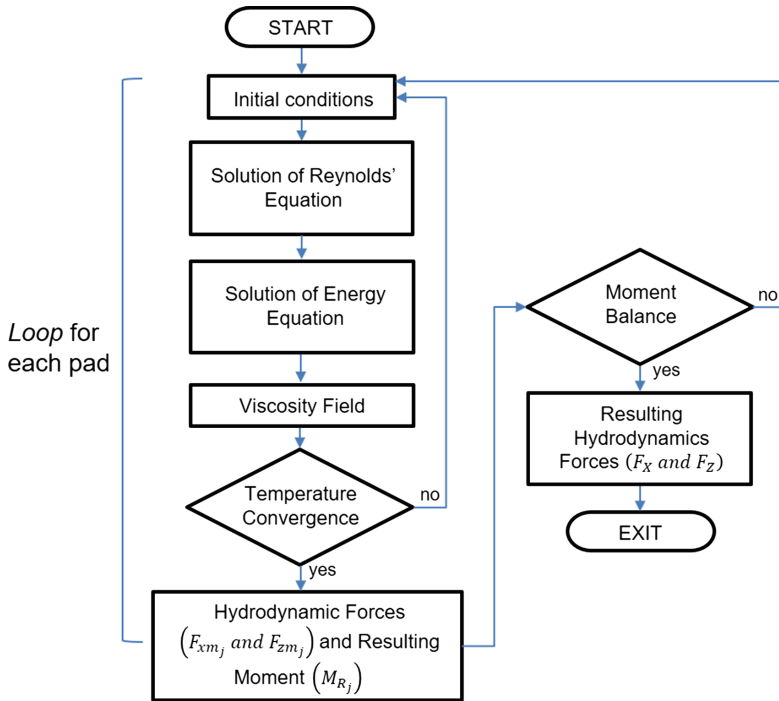 START
Initial conditions
Solution of Reynolds’
Equation
Solution of Energy
Equation
Viscosity Field
Temperature
Convergence
no
yes
Hydrodynamic Forces
(F_{xm_j} and F_{zm_j}) and Resulting
Moment (M_{R_j})
Loop for
each pad
Moment
Balance
no
yes
Resulting
Hydrodynamics
Forces (F_X and F_Z)
EXIT